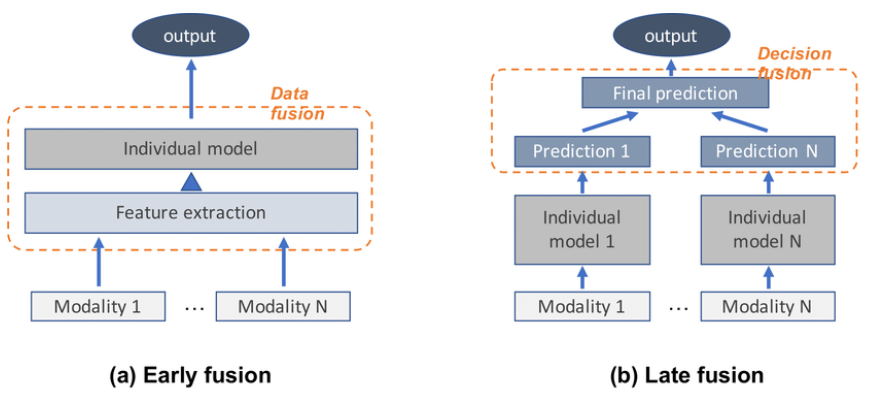 output
Data
fusion
Individual model
Feature extraction
Modality 1
...
Modality N
(a) Early fusion
output
Decision
fusion
Final prediction
Prediction 1
Prediction N
Individual
model 1
Individual
model N
Modality 1
...
Modality N
(b) Late fusion